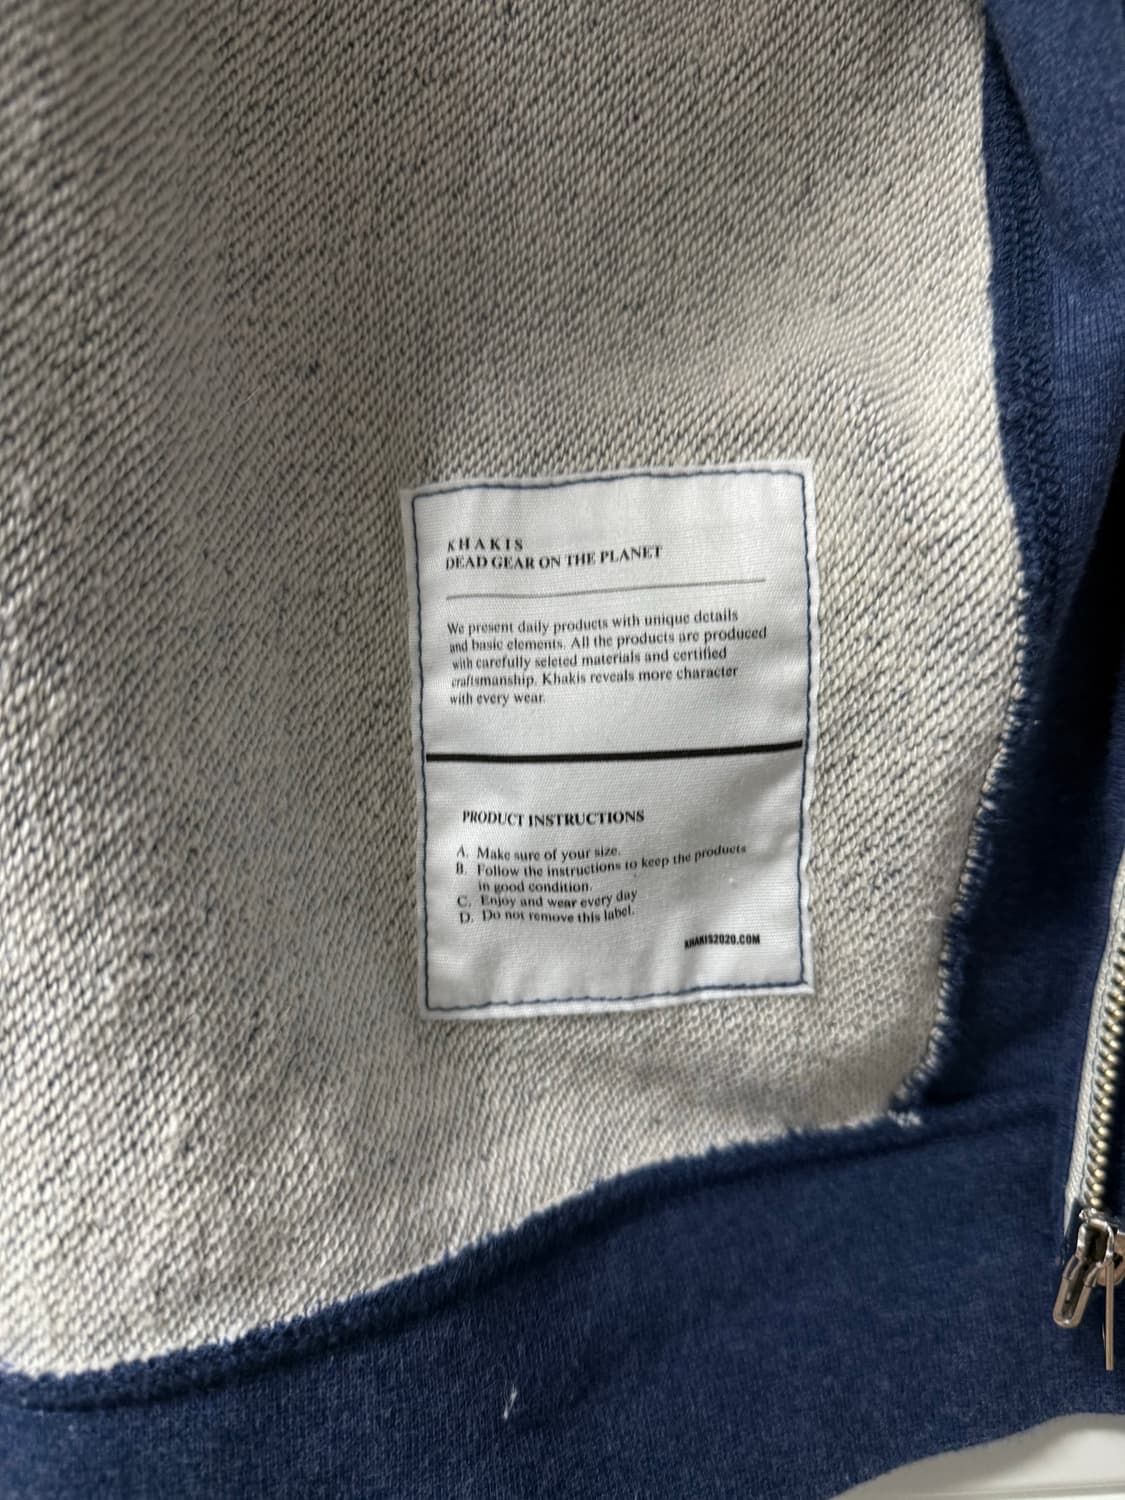 KHAKIS
DEAD GEAR ON THE PLANET
We present daily products with unique details
and basic elements. All the products are produced
with carefully seleted materials and certified
craftsmanship. Khakis reveals more character
with every wear.
PRODUCT INSTRUCTIONS
A. Make sure of your size.
B. Follow the instructions to keep the products
in good condition.
C. Enjoy and wear every day
D. Do not remove this label.
KHAKIS2020.COM